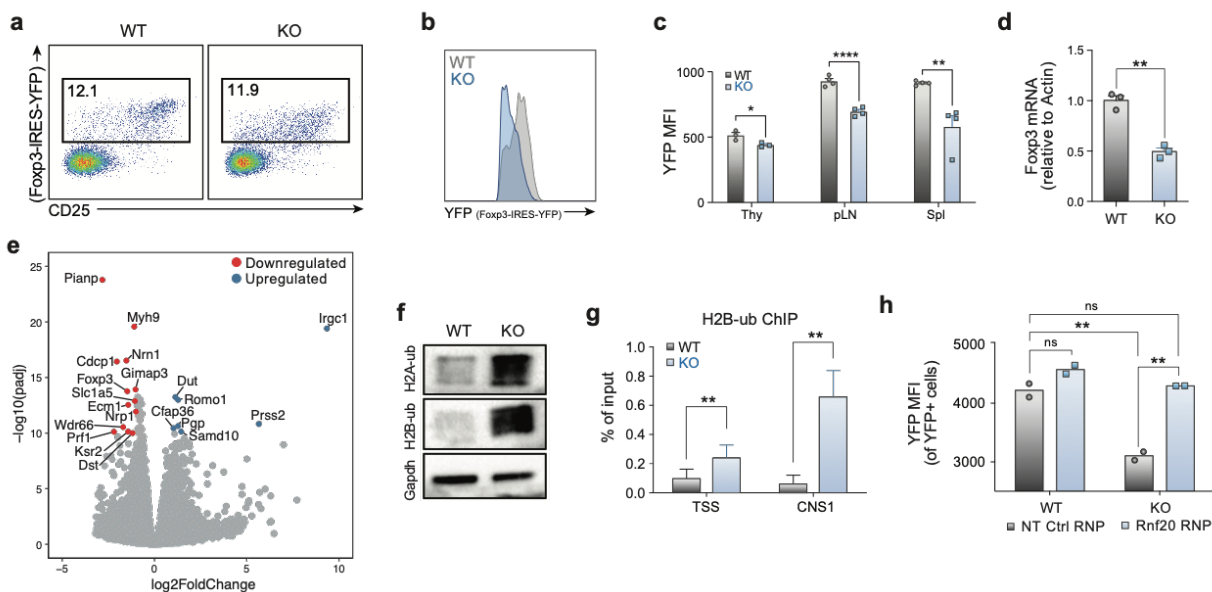 a
WT
KO
12.1
11.9
(Foxp3-IRES-YFP)
CD25
b
WT
KO
YFP (Foxp3-IRES-YFP)
c
WT
KO
****
**
*
1000
500
0
YFP MFI
Thy
pLN
Spl
d
**
1.5
1.0
0.5
0.0
Foxp3 mRNA
(relative to Actin)
WT
KO
e
Downregulated
Upregulated
25
20
15
10
5
0
-log10(padj)
Pianp
Myh9
Irgc1
Cdcp1
Nrn1
Gimap3
Foxp3
Slc1a5
Ecm1
Nrp1
Wdr66
Prf1
Ksr2
Dst
Dut
Romo1
Cfap36
Pgp
Samd10
Prss2
-5
0
5
10
log2FoldChange
f
WT
KO
H2A-ub
H2B-ub
Gapdh
g
H2B-ub ChIP
WT
KO
**
**
1.0
0.8
0.6
0.4
0.2
0.0
% of input
TSS
CNS1
h
ns
**
ns
**
5000
4000
3000
YFP MFI
(of YFP+ cells)
WT
KO
NT Ctrl RNP
Rnf20 RNP